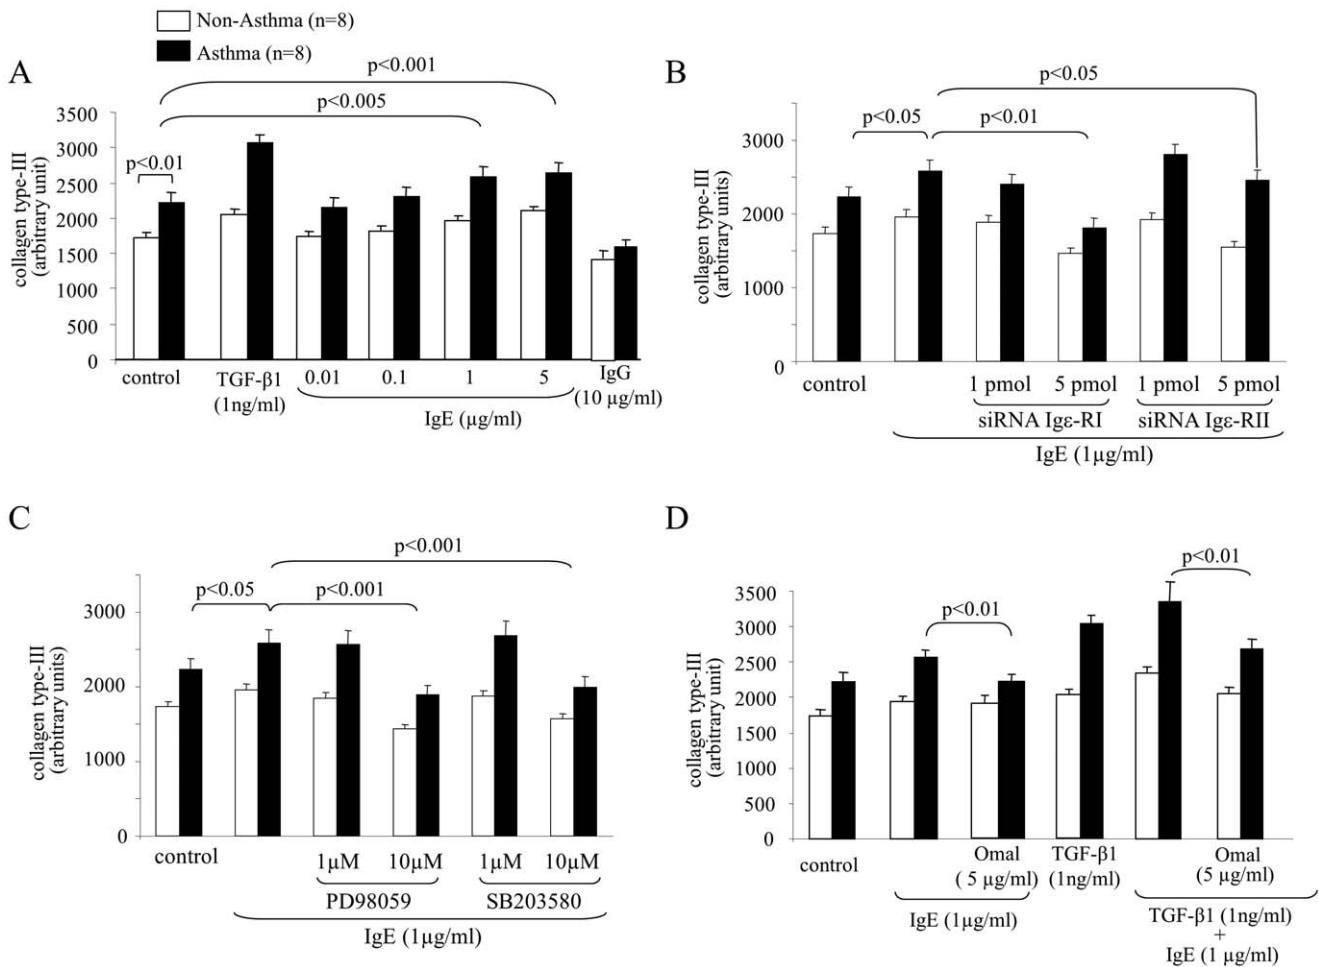 Non-Asthma (n=8)
Asthma (n=8)
A
p<0.001
p<0.005
p<0.01
collagen type-III
(arbitrary unit)
3500
3000
2500
2000
1500
1000
500
0
control
TGF-β1
(1ng/ml)
0.01
0.1
1
5
IgE (µg/ml)
IgG
(10 µg/ml)
B
p<0.05
p<0.05
p<0.01
collagen type-III
(arbitrary units)
3000
2000
1000
0
control
1 pmol
5 pmol
1 pmol
5 pmol
siRNA Igε-RI
siRNA Igε-RII
IgE (1µg/ml)
C
p<0.001
p<0.05
p<0.001
collagen type-III
(arbitrary units)
3000
2000
1000
0
control
1µM
10µM
1µM
10µM
PD98059
SB203580
IgE (1µg/ml)
D
p<0.01
p<0.01
collagen type-III
(arbitrary unit)
3500
3000
2500
2000
1500
1000
500
0
control
Omal
( 5 µg/ml)
IgE (1µg/ml)
TGF-β1
(1ng/ml)
Omal
(5 µg/ml)
TGF-β1 (1ng/ml)
+
IgE (1 µg/ml)